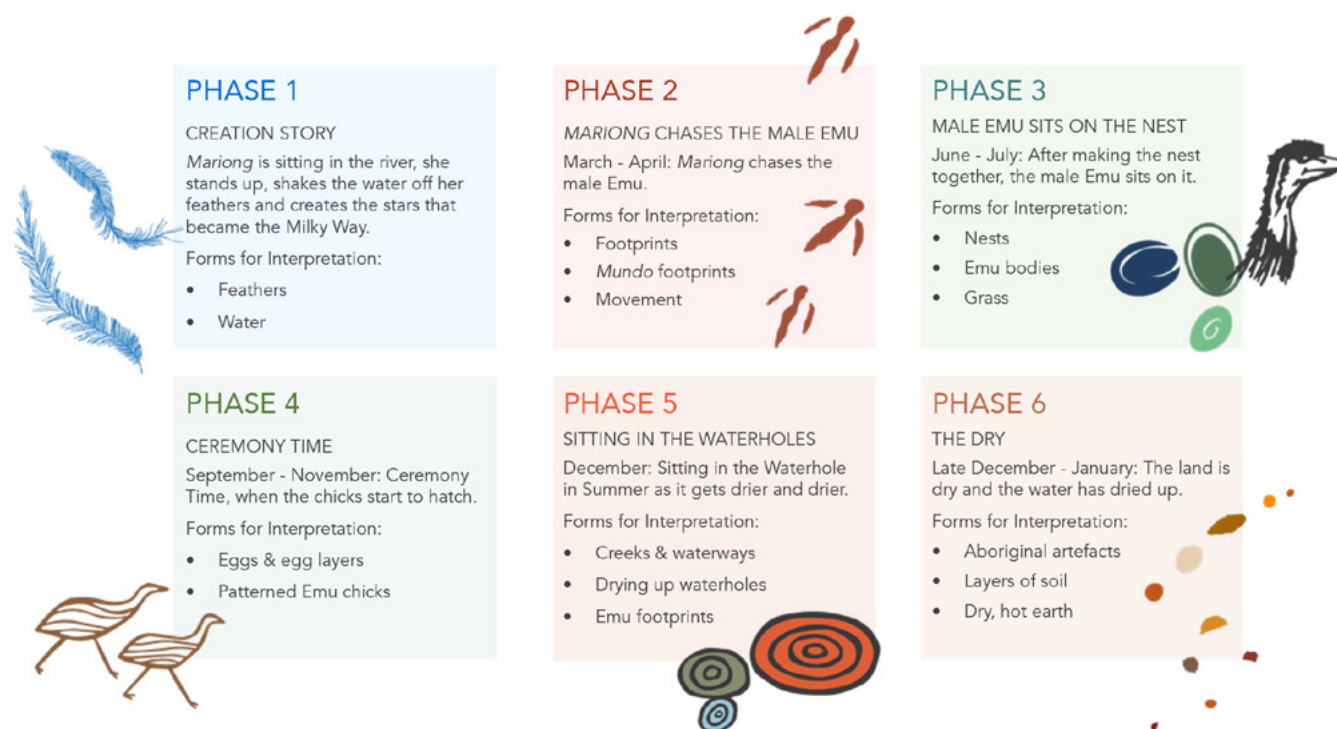 PHASE 1
CREATION STORY
Mariong is sitting in the river, she
stands up, shakes the water off her
feathers and creates the stars that
became the Milky Way.
Forms for Interpretation:
• Feathers
• Water
PHASE 2
MARIONG CHASES THE MALE EMU
March - April: Mariong chases the
male Emu.
Forms for Interpretation:
• Footprints
• Mundo footprints
• Movement
PHASE 3
MALE EMU SITS ON THE NEST
June - July: After making the nest
together, the male Emu sits on it.
Forms for Interpretation:
• Nests
• Emu bodies
• Grass
PHASE 4
CEREMONY TIME
September - November: Ceremony
Time, when the chicks start to hatch.
Forms for Interpretation:
• Eggs & egg layers
• Patterned Emu chicks
PHASE 5
SITTING IN THE WATERHOLES
December: Sitting in the Waterhole
in Summer as it gets drier and drier.
Forms for Interpretation:
• Creeks & waterways
• Drying up waterholes
• Emu footprints
PHASE 6
THE DRY
Late December - January: The land is
dry and the water has dried up.
Forms for Interpretation:
• Aboriginal artefacts
• Layers of soil
• Dry, hot earth